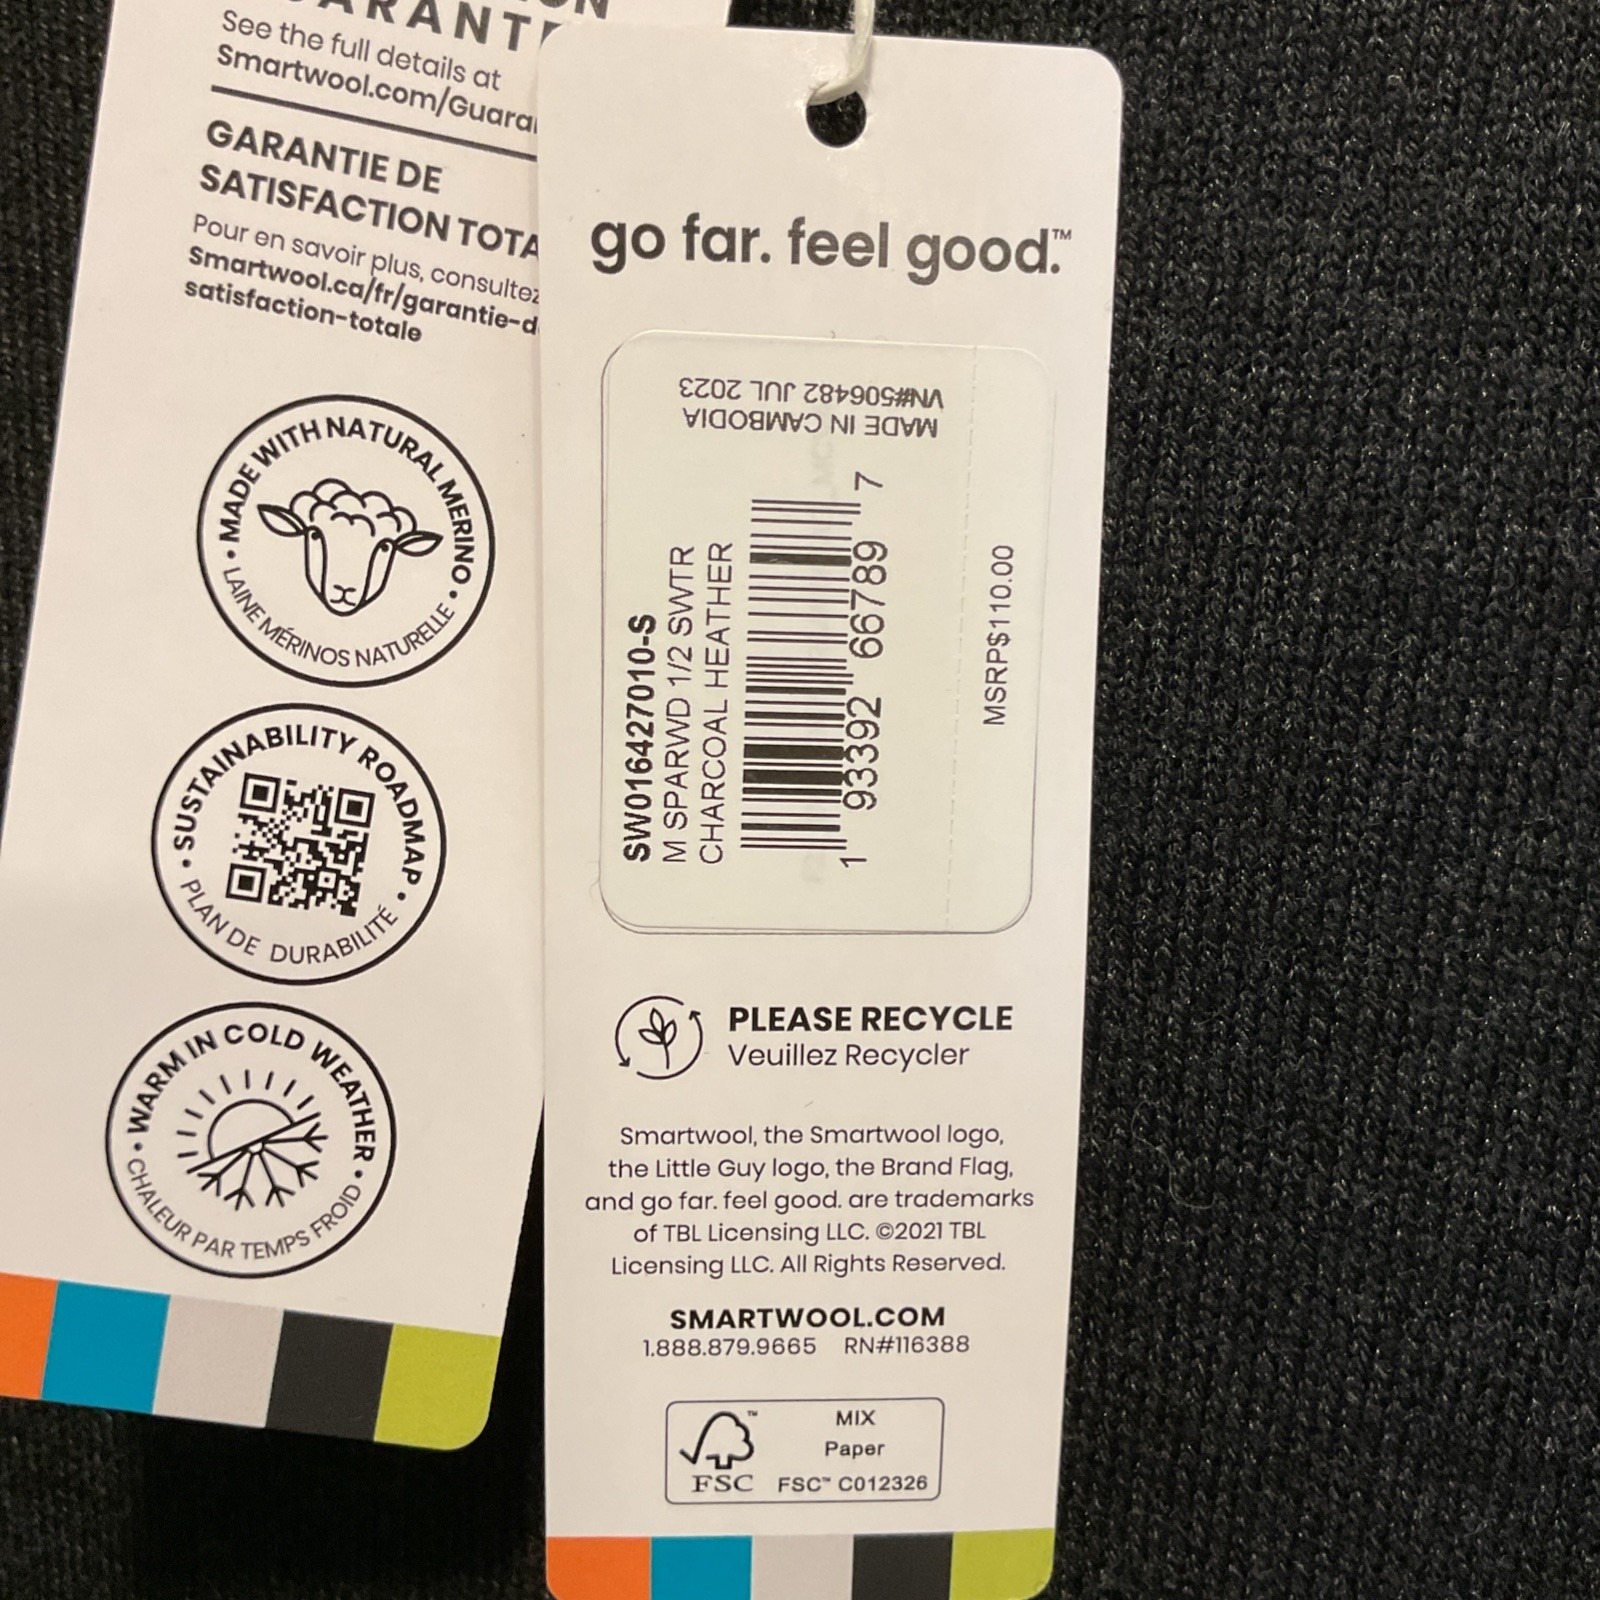 See the full details at
Smartwool.com/Guara
GARANTIE DE
SATISFACTION TOTA
Pour en savoir plus, consultez
Smartwool.ca/fr/garantie-d
satisfaction-totale
• MADE WITH NATURAL MERINO •
LAINE MÉRINOS NATURELLE
• SUSTAINABILITY ROADMAP •
PLAN DE DURABILITÉ
• WARM IN COLD WEATHER •
CHALEUR PAR TEMPS FROID
go far. feel good.™
MADE IN CAMBODIA
VN#506482 JUL 2023
SW016427010-S
M SPARWD 1/2 SWTR
CHARCOAL HEATHER
1 93392 66789 7
MSRP$110.00
PLEASE RECYCLE
Veuillez Recycler
Smartwool, the Smartwool logo,
the Little Guy logo, the Brand Flag,
and go far. feel good. are trademarks
of TBL Licensing LLC. ©2021 TBL
Licensing LLC. All Rights Reserved.
SMARTWOOL.COM
1.888.879.9665 RN#116388
FSC™
MIX
Paper
FSC™ C012326